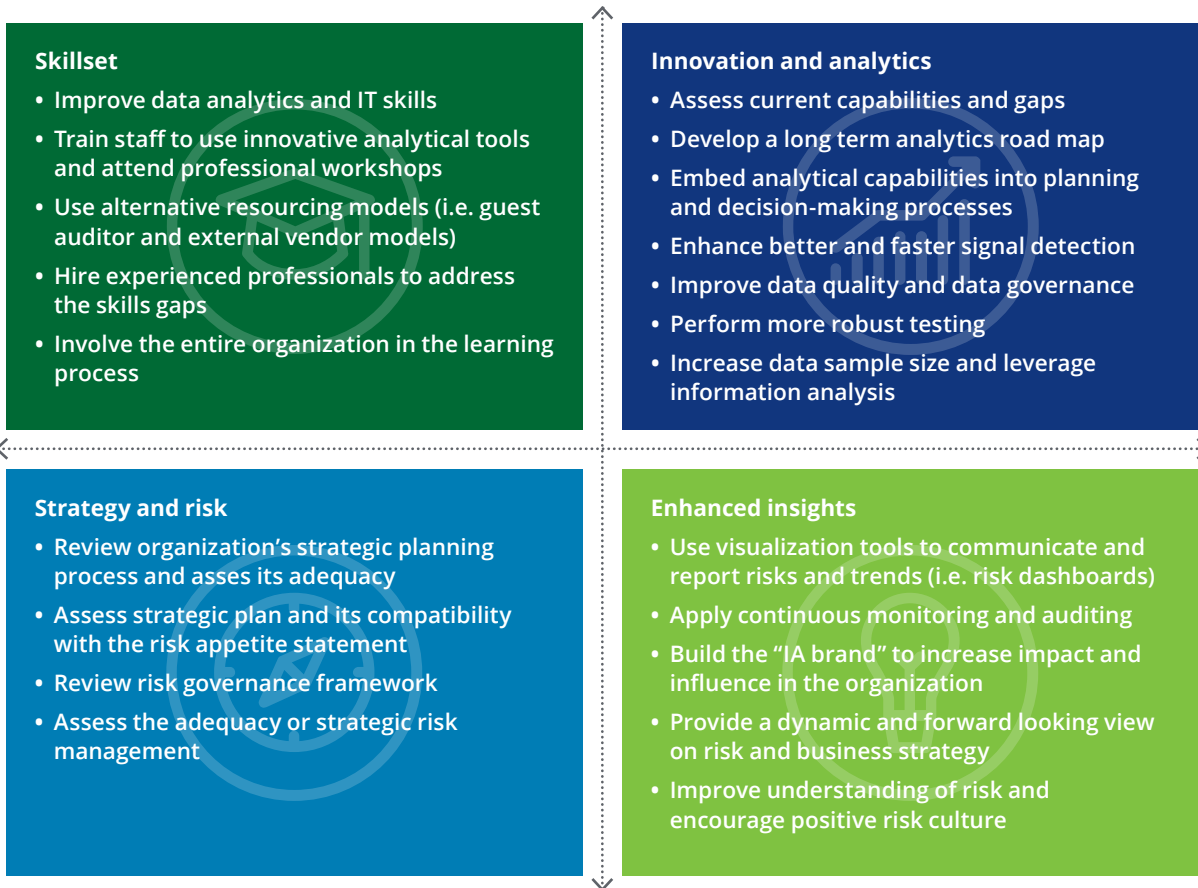 Skillset
• Improve data analytics and IT skills
• Train staff to use innovative analytical tools
and attend professional workshops
• Use alternative resourcing models (i.e. guest
auditor and external vendor models)
• Hire experienced professionals to address
the skills gaps
• Involve the entire organization in the learning
process
Innovation and analytics
• Assess current capabilities and gaps
• Develop a long term analytics road map
• Embed analytical capabilities into planning
and decision-making processes
• Enhance better and faster signal detection
• Improve data quality and data governance
• Perform more robust testing
• Increase data sample size and leverage
information analysis
Strategy and risk
• Review organization’s strategic planning
process and asses its adequacy
• Assess strategic plan and its compatibility
with the risk appetite statement
• Review risk governance framework
• Assess the adequacy or strategic risk
management
Enhanced insights
• Use visualization tools to communicate and
report risks and trends (i.e. risk dashboards)
• Apply continuous monitoring and auditing
• Build the “IA brand” to increase impact and
influence in the organization
• Provide a dynamic and forward looking view
on risk and business strategy
• Improve understanding of risk and
encourage positive risk culture